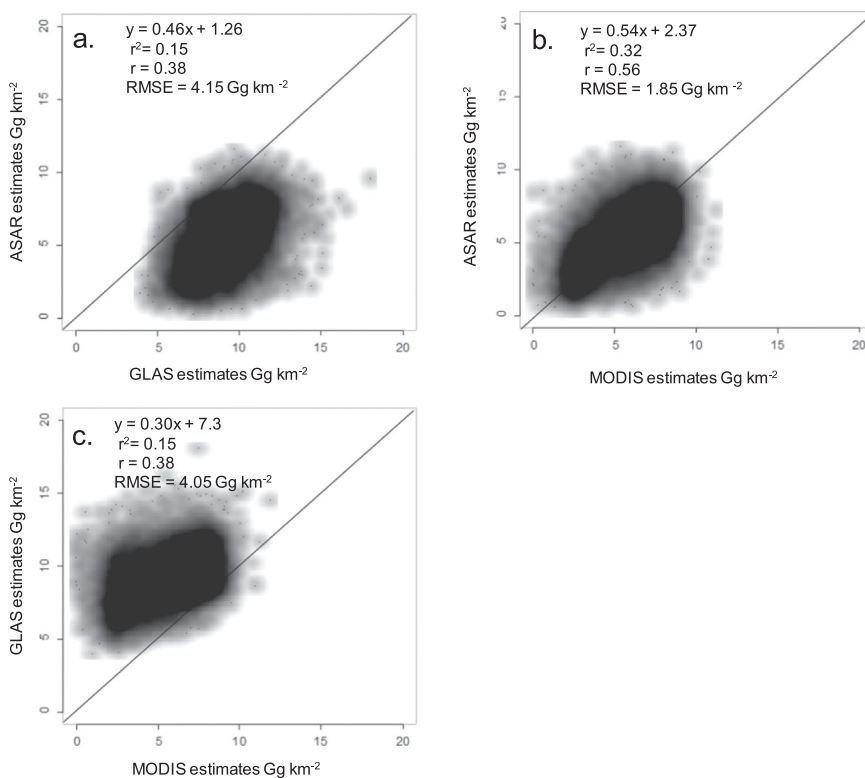 a.
y = 0.46x + 1.26
r²= 0.15
r = 0.38
RMSE = 4.15 Gg km -2
ASAR estimates Gg km-2
20
15
10
5
0
0 5 10 15 20
GLAS estimates Gg km-2
b.
y = 0.54x + 2.37
r²= 0.32
r = 0.56
RMSE = 1.85 Gg km -2
ASAR estimates Gg km-2
20
15
10
5
0
0 5 10 15 20
MODIS estimates Gg km-2
c.
y = 0.30x + 7.3
r²= 0.15
r = 0.38
RMSE = 4.05 Gg km-2
GLAS estimates Gg km-2
20
15
10
5
0
0 5 10 15 20
MODIS estimates Gg km-2